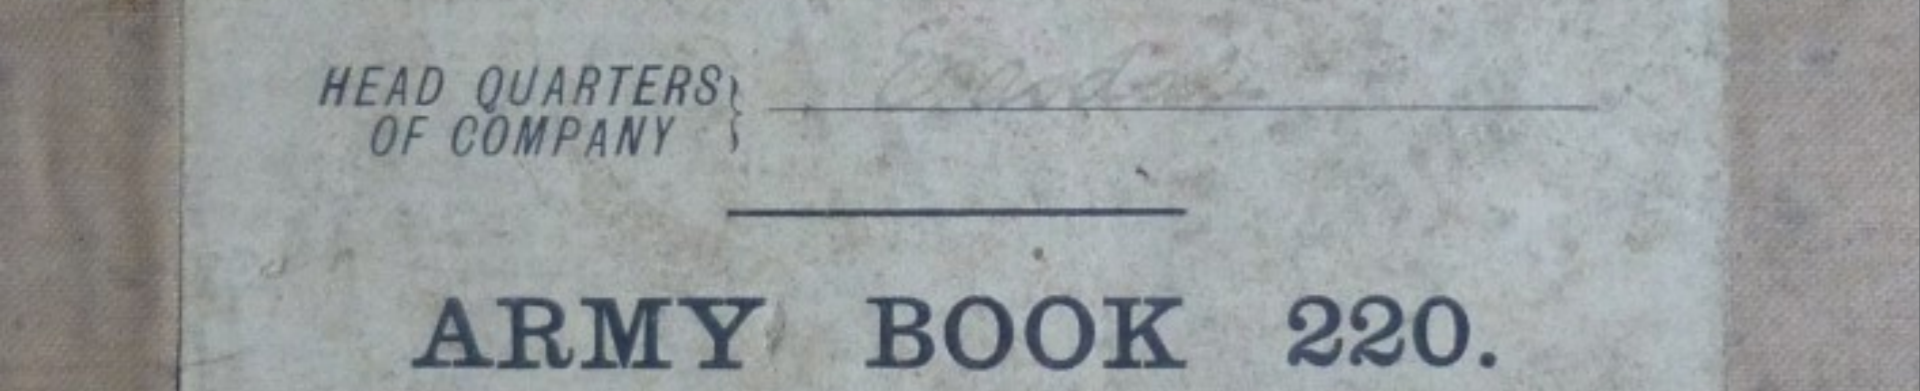 HEAD QUARTERS
OF COMPANY
ARMY BOOK 220.